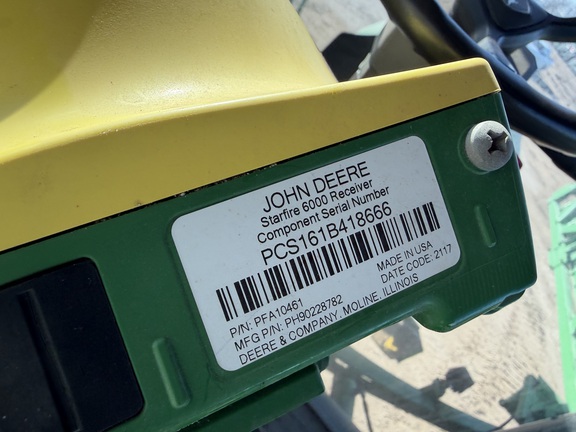 JOHN DEERE
Starfire 6000 Receiver
Component Serial Number
PCS161B418666
P/N: PFA10461
MADE IN USA
MFG P/N: PH90228782
DATE CODE: 2117
DEERE & COMPANY, MOLINE, ILLINOIS